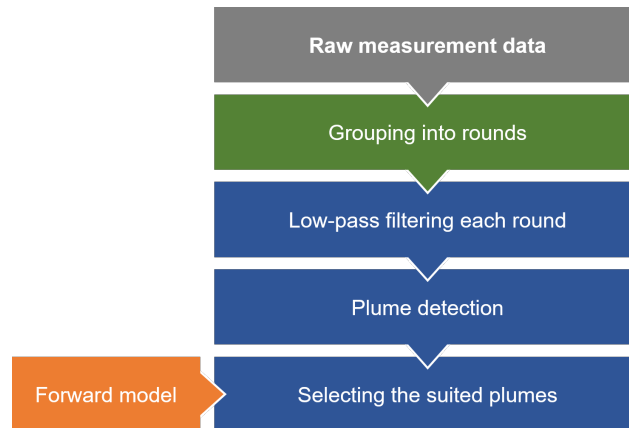 Raw measurement data
Grouping into rounds
Low-pass filtering each round
Plume detection
Forward model
Selecting the suited plumes